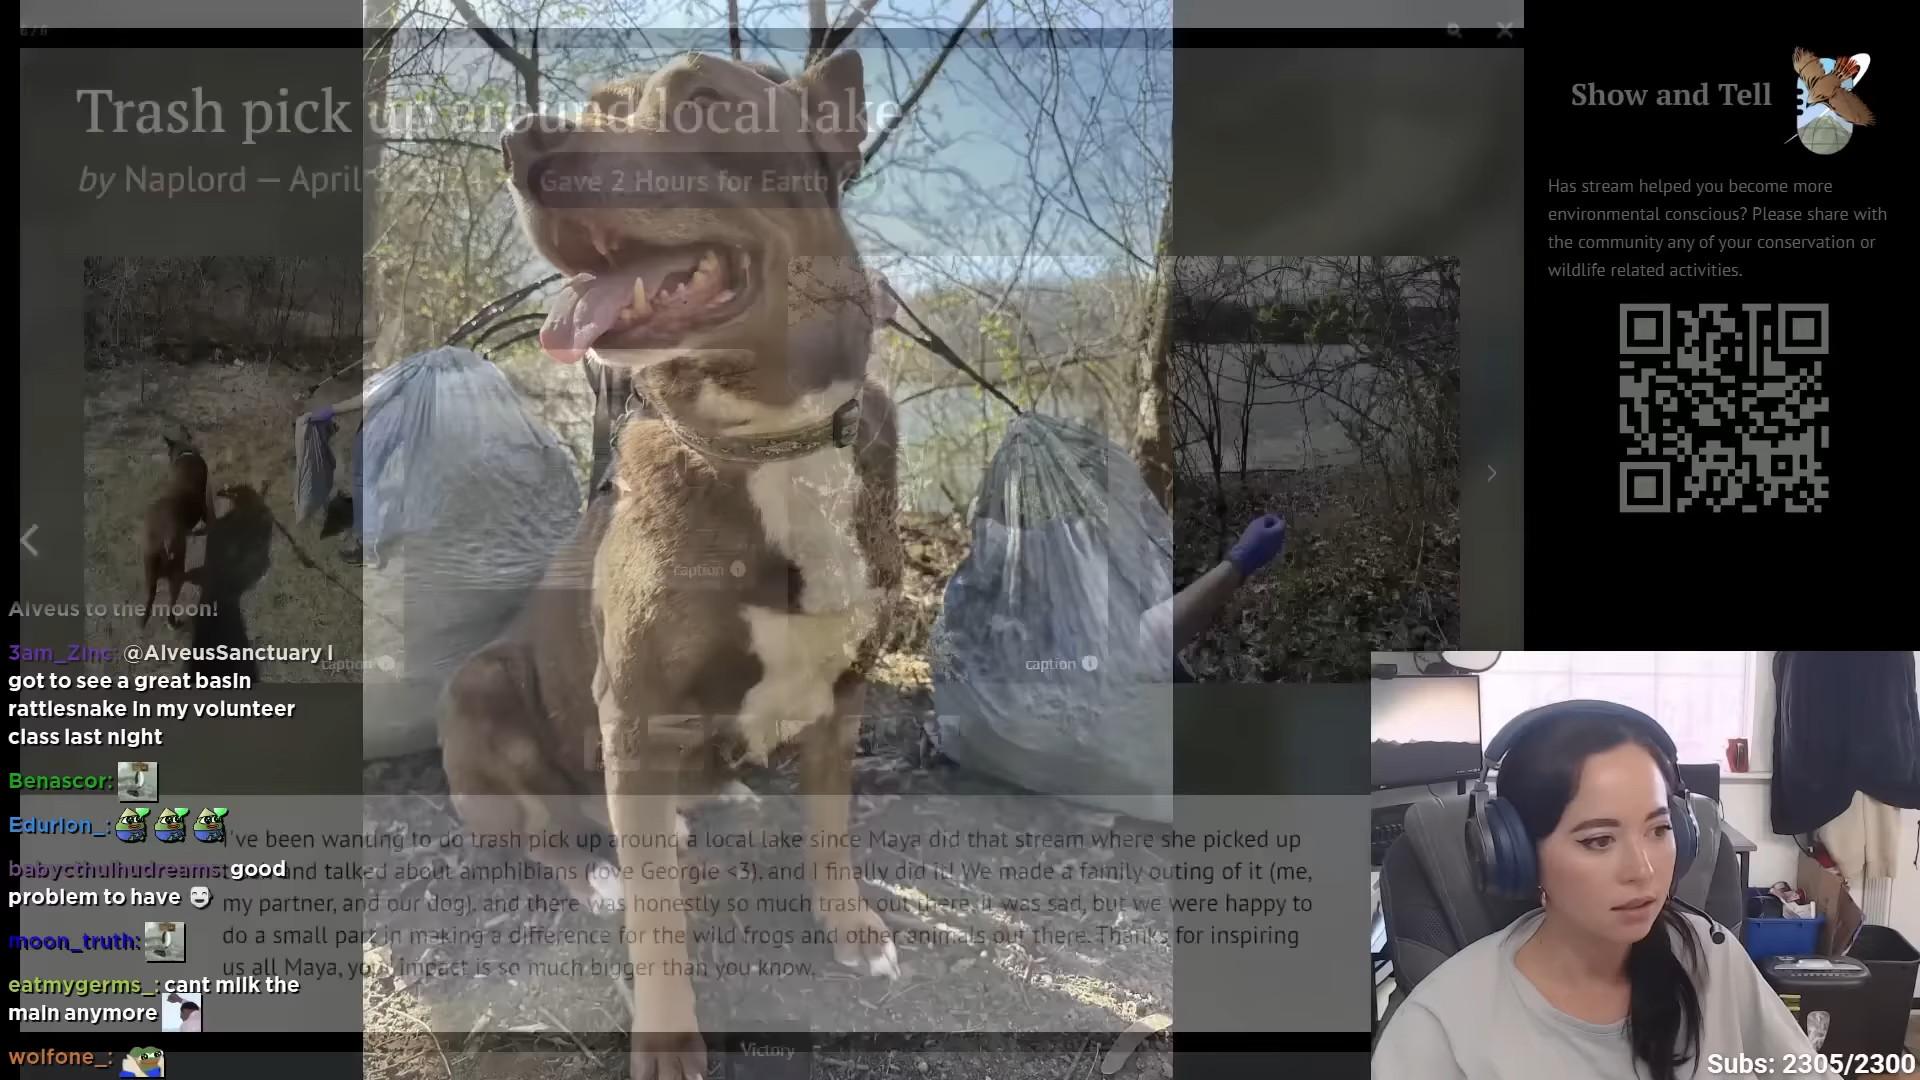 6/6
Trash pick up around local lake
by Naplord — April 2024
Gave 2 Hours for Earth
Show and Tell
Has stream helped you become more
environmental conscious? Please share with
the community any of your conservation or
wildlife related activities.
caption
caption
caption
I've been wanting to do trash pick up around a local lake since Maya did that stream where she picked up
and talked about amphibians (love Georgie <3), and I finally did it! We made a family outing of it (me,
my partner, and our dog), and there was honestly so much trash out there. It was sad, but we were happy to
do a small part in making a difference for the wild frogs and other animals out there. Thanks for inspiring
us all Maya, your impact is so much bigger than you know.
Victory
Alveus to the moon!
3am_Zinc: @AlveusSanctuary I
got to see a great basin
rattlesnake in my volunteer
class last night
Benascor:
Edurion_:
babycthulhudreams: good
problem to have
moon_truth:
eatmygerms_: cant milk the
main anymore
wolfone_:
Subs: 2305/2300